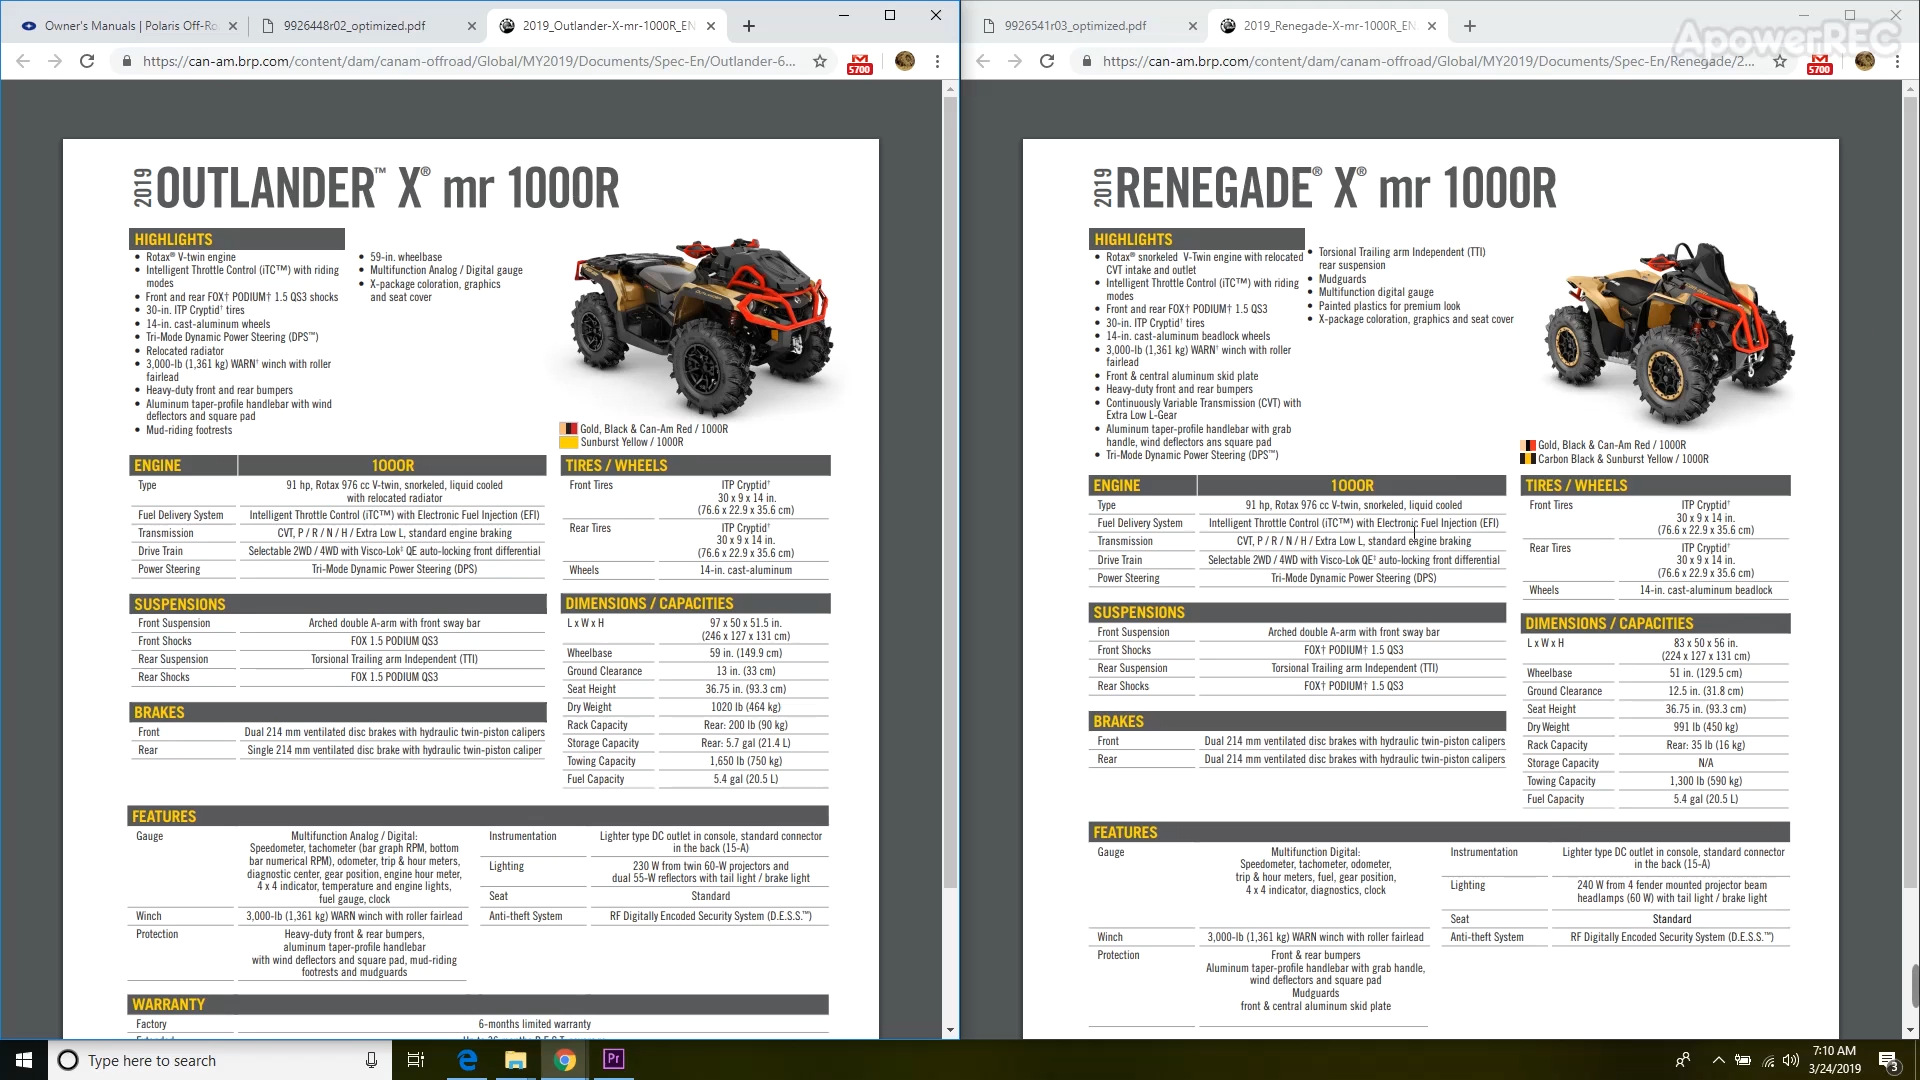 Owner's Manuals | Polaris Off-Ro
9926448r02_optimized.pdf
2019_Outlander-X-mr-1000R_EN
https://can-am.brp.com/content/dam/canam-offroad/Global/MY2019/Documents/Spec-En/Outlander-6...
5700
2019 OUTLANDER™ X® mr 1000R
HIGHLIGHTS
• Rotax® V-twin engine
• Intelligent Throttle Control (iTC™) with riding
modes
• Front and rear FOX† PODIUM† 1.5 QS3 shocks
• 30-in. ITP Cryptid† tires
• 14-in. cast-aluminum wheels
• Tri-Mode Dynamic Power Steering (DPS™)
• Relocated radiator
• 3,000-lb (1,361 kg) WARN† winch with roller
fairlead
• Heavy-duty front and rear bumpers
• Aluminum taper-profile handlebar with wind
deflectors and square pad
• Mud-riding footrests
• 59-in. wheelbase
• Multifunction Analog / Digital gauge
• X-package coloration, graphics
and seat cover
Gold, Black & Can-Am Red / 1000R
Sunburst Yellow / 1000R
ENGINE 1000R
Type 91 hp, Rotax 976 cc V-twin, snorkeled, liquid cooled
with relocated radiator
Fuel Delivery System Intelligent Throttle Control (iTC™) with Electronic Fuel Injection (EFI)
Transmission CVT, P / R / N / H / Extra Low L, standard engine braking
Drive Train Selectable 2WD / 4WD with Visco-Lok‡ QE auto-locking front differential
Power Steering Tri-Mode Dynamic Power Steering (DPS)
SUSPENSIONS
Front Suspension Arched double A-arm with front sway bar
Front Shocks FOX 1.5 PODIUM QS3
Rear Suspension Torsional Trailing arm Independent (TTI)
Rear Shocks FOX 1.5 PODIUM QS3
BRAKES
Front Dual 214 mm ventilated disc brakes with hydraulic twin-piston calipers
Rear Single 214 mm ventilated disc brake with hydraulic twin-piston caliper
TIRES / WHEELS
Front Tires ITP Cryptid†
30 x 9 x 14 in.
(76.6 x 22.9 x 35.6 cm)
Rear Tires ITP Cryptid†
30 x 9 x 14 in.
(76.6 x 22.9 x 35.6 cm)
Wheels 14-in. cast-aluminum
DIMENSIONS / CAPACITIES
L x W x H 97 x 50 x 51.5 in.
(246 x 127 x 131 cm)
Wheelbase 59 in. (149.9 cm)
Ground Clearance 13 in. (33 cm)
Seat Height 36.75 in. (93.3 cm)
Dry Weight 1020 lb (464 kg)
Rack Capacity Rear: 200 lb (90 kg)
Storage Capacity Rear: 5.7 gal (21.4 L)
Towing Capacity 1,650 lb (750 kg)
Fuel Capacity 5.4 gal (20.5 L)
FEATURES
Gauge Multifunction Analog / Digital:
Speedometer, tachometer (bar graph RPM, bottom
bar numerical RPM), odometer, trip & hour meters,
diagnostic center, gear position, engine hour meter,
4 x 4 indicator, temperature and engine lights,
fuel gauge, clock
Winch 3,000-lb (1,361 kg) WARN winch with roller fairlead
Protection Heavy-duty front & rear bumpers,
aluminum taper-profile handlebar
with wind deflectors and square pad, mud-riding
footrests and mudguards
Instrumentation Lighter type DC outlet in console, standard connector
in the back (15-A)
Lighting 230 W from twin 60-W projectors and
dual 55-W reflectors with tail light / brake light
Seat Standard
Anti-theft System RF Digitally Encoded Security System (D.E.S.S.™)
WARRANTY
Factory 6-months limited warranty
9926541r03_optimized.pdf
2019_Renegade-X-mr-1000R_EN
ApowerREC
https://can-am.brp.com/content/dam/canam-offroad/Global/MY2019/Documents/Spec-En/Renegade/2...
5700
2019 RENEGADE® X® mr 1000R
HIGHLIGHTS
• Rotax® snorkeled V-Twin engine with relocated
CVT intake and outlet
• Intelligent Throttle Control (iTC™) with riding
modes
• Front and rear FOX† PODIUM† 1.5 QS3
• 30-in. ITP Cryptid† tires
• 14-in. cast-aluminum beadlock wheels
• 3,000-lb (1,361 kg) WARN† winch with roller
fairlead
• Front & central aluminum skid plate
• Heavy-duty front and rear bumpers
• Continuously Variable Transmission (CVT) with
Extra Low L-Gear
• Aluminum taper-profile handlebar with grab
handle, wind deflectors ans square pad
• Tri-Mode Dynamic Power Steering (DPS™)
• Torsional Trailing arm Independent (TTI)
rear suspension
• Mudguards
• Multifunction digital gauge
• Painted plastics for premium look
• X-package coloration, graphics and seat cover
Gold, Black & Can-Am Red / 1000R
Carbon Black & Sunburst Yellow / 1000R
ENGINE 1000R
Type 91 hp, Rotax 976 cc V-twin, snorkeled, liquid cooled
Fuel Delivery System Intelligent Throttle Control (iTC™) with Electronic Fuel Injection (EFI)
Transmission CVT, P / R / N / H / Extra Low L, standard engine braking
Drive Train Selectable 2WD / 4WD with Visco-Lok QE‡ auto-locking front differential
Power Steering Tri-Mode Dynamic Power Steering (DPS)
SUSPENSIONS
Front Suspension Arched double A-arm with front sway bar
Front Shocks FOX† PODIUM† 1.5 QS3
Rear Suspension Torsional Trailing arm Independent (TTI)
Rear Shocks FOX† PODIUM† 1.5 QS3
BRAKES
Front Dual 214 mm ventilated disc brakes with hydraulic twin-piston calipers
Rear Dual 214 mm ventilated disc brakes with hydraulic twin-piston calipers
TIRES / WHEELS
Front Tires ITP Cryptid†
30 x 9 x 14 in.
(76.6 x 22.9 x 35.6 cm)
Rear Tires ITP Cryptid†
30 x 9 x 14 in.
(76.6 x 22.9 x 35.6 cm)
Wheels 14-in. cast-aluminum beadlock
DIMENSIONS / CAPACITIES
L x W x H 83 x 50 x 56 in.
(224 x 127 x 131 cm)
Wheelbase 51 in. (129.5 cm)
Ground Clearance 12.5 in. (31.8 cm)
Seat Height 36.75 in. (93.3 cm)
Dry Weight 991 lb (450 kg)
Rack Capacity Rear: 35 lb (16 kg)
Storage Capacity N/A
Towing Capacity 1,300 lb (590 kg)
Fuel Capacity 5.4 gal (20.5 L)
FEATURES
Gauge Multifunction Digital:
Speedometer, tachometer, odometer,
trip & hour meters, fuel, gear position,
4 x 4 indicator, diagnostics, clock
Winch 3,000-lb (1,361 kg) WARN winch with roller fairlead
Protection Front & rear bumpers
Aluminum taper-profile handlebar with grab handle,
wind deflectors and square pad
Mudguards
front & central aluminum skid plate
Instrumentation Lighter type DC outlet in console, standard connector
in the back (15-A)
Lighting 240 W from 4 fender mounted projector beam
headlamps (60 W) with tail light / brake light
Seat Standard
Anti-theft System RF Digitally Encoded Security System (D.E.S.S.™)
Type here to search
Pr
7:10 AM
3/24/2019
3